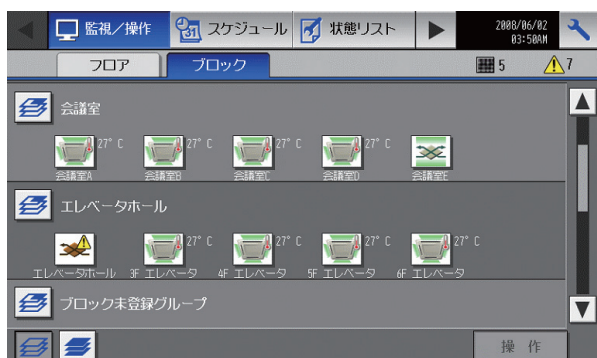 監視／操作 31 スケジュール 状態リスト 2008/06/02
03:50AM
フロア ブロック 5 7
会議室
27°C 27°C 27°C 27°C
会議室A 会議室B 会議室C 会議室D 会議室E
エレベータホール
27°C 27°C 27°C 27°C
エレベータホール 3F エレベータ 4F エレベータ 5F エレベータ 6F エレベータ
ブロック未登録グループ
操 作